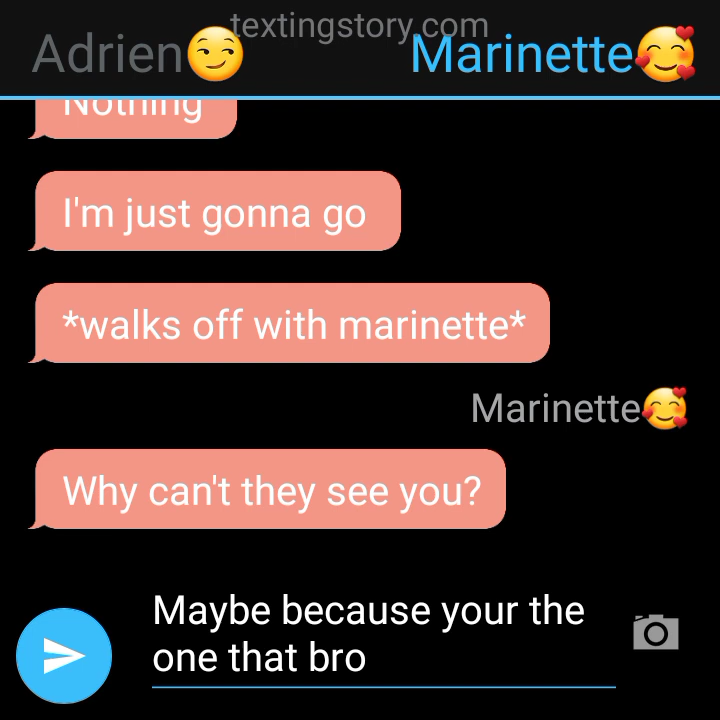 textingstory.com
Adrien😏 Marinette🥰
Nothing
I'm just gonna go
*walks off with marinette*
Marinette🥰
Why can't they see you?
Maybe because your the
one that bro